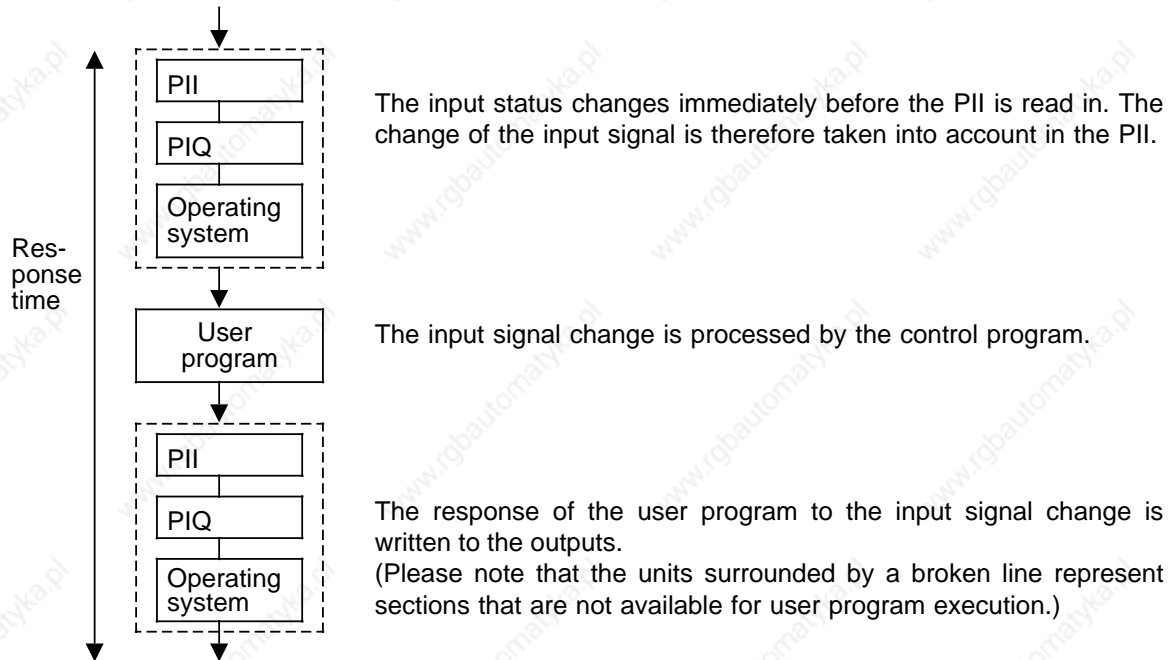 PII
The input status changes immediately before the PII is read in. The
change of the input signal is therefore taken into account in the PII.
PIQ
Operating
system
Res-
ponse
time
User
program
The input signal change is processed by the control program.
PII
PIQ
The response of the user program to the input signal change is
written to the outputs.
Operating
system
(Please note that the units surrounded by a broken line represent
sections that are not available for user program execution.)
www.rgbautomatyka.pl